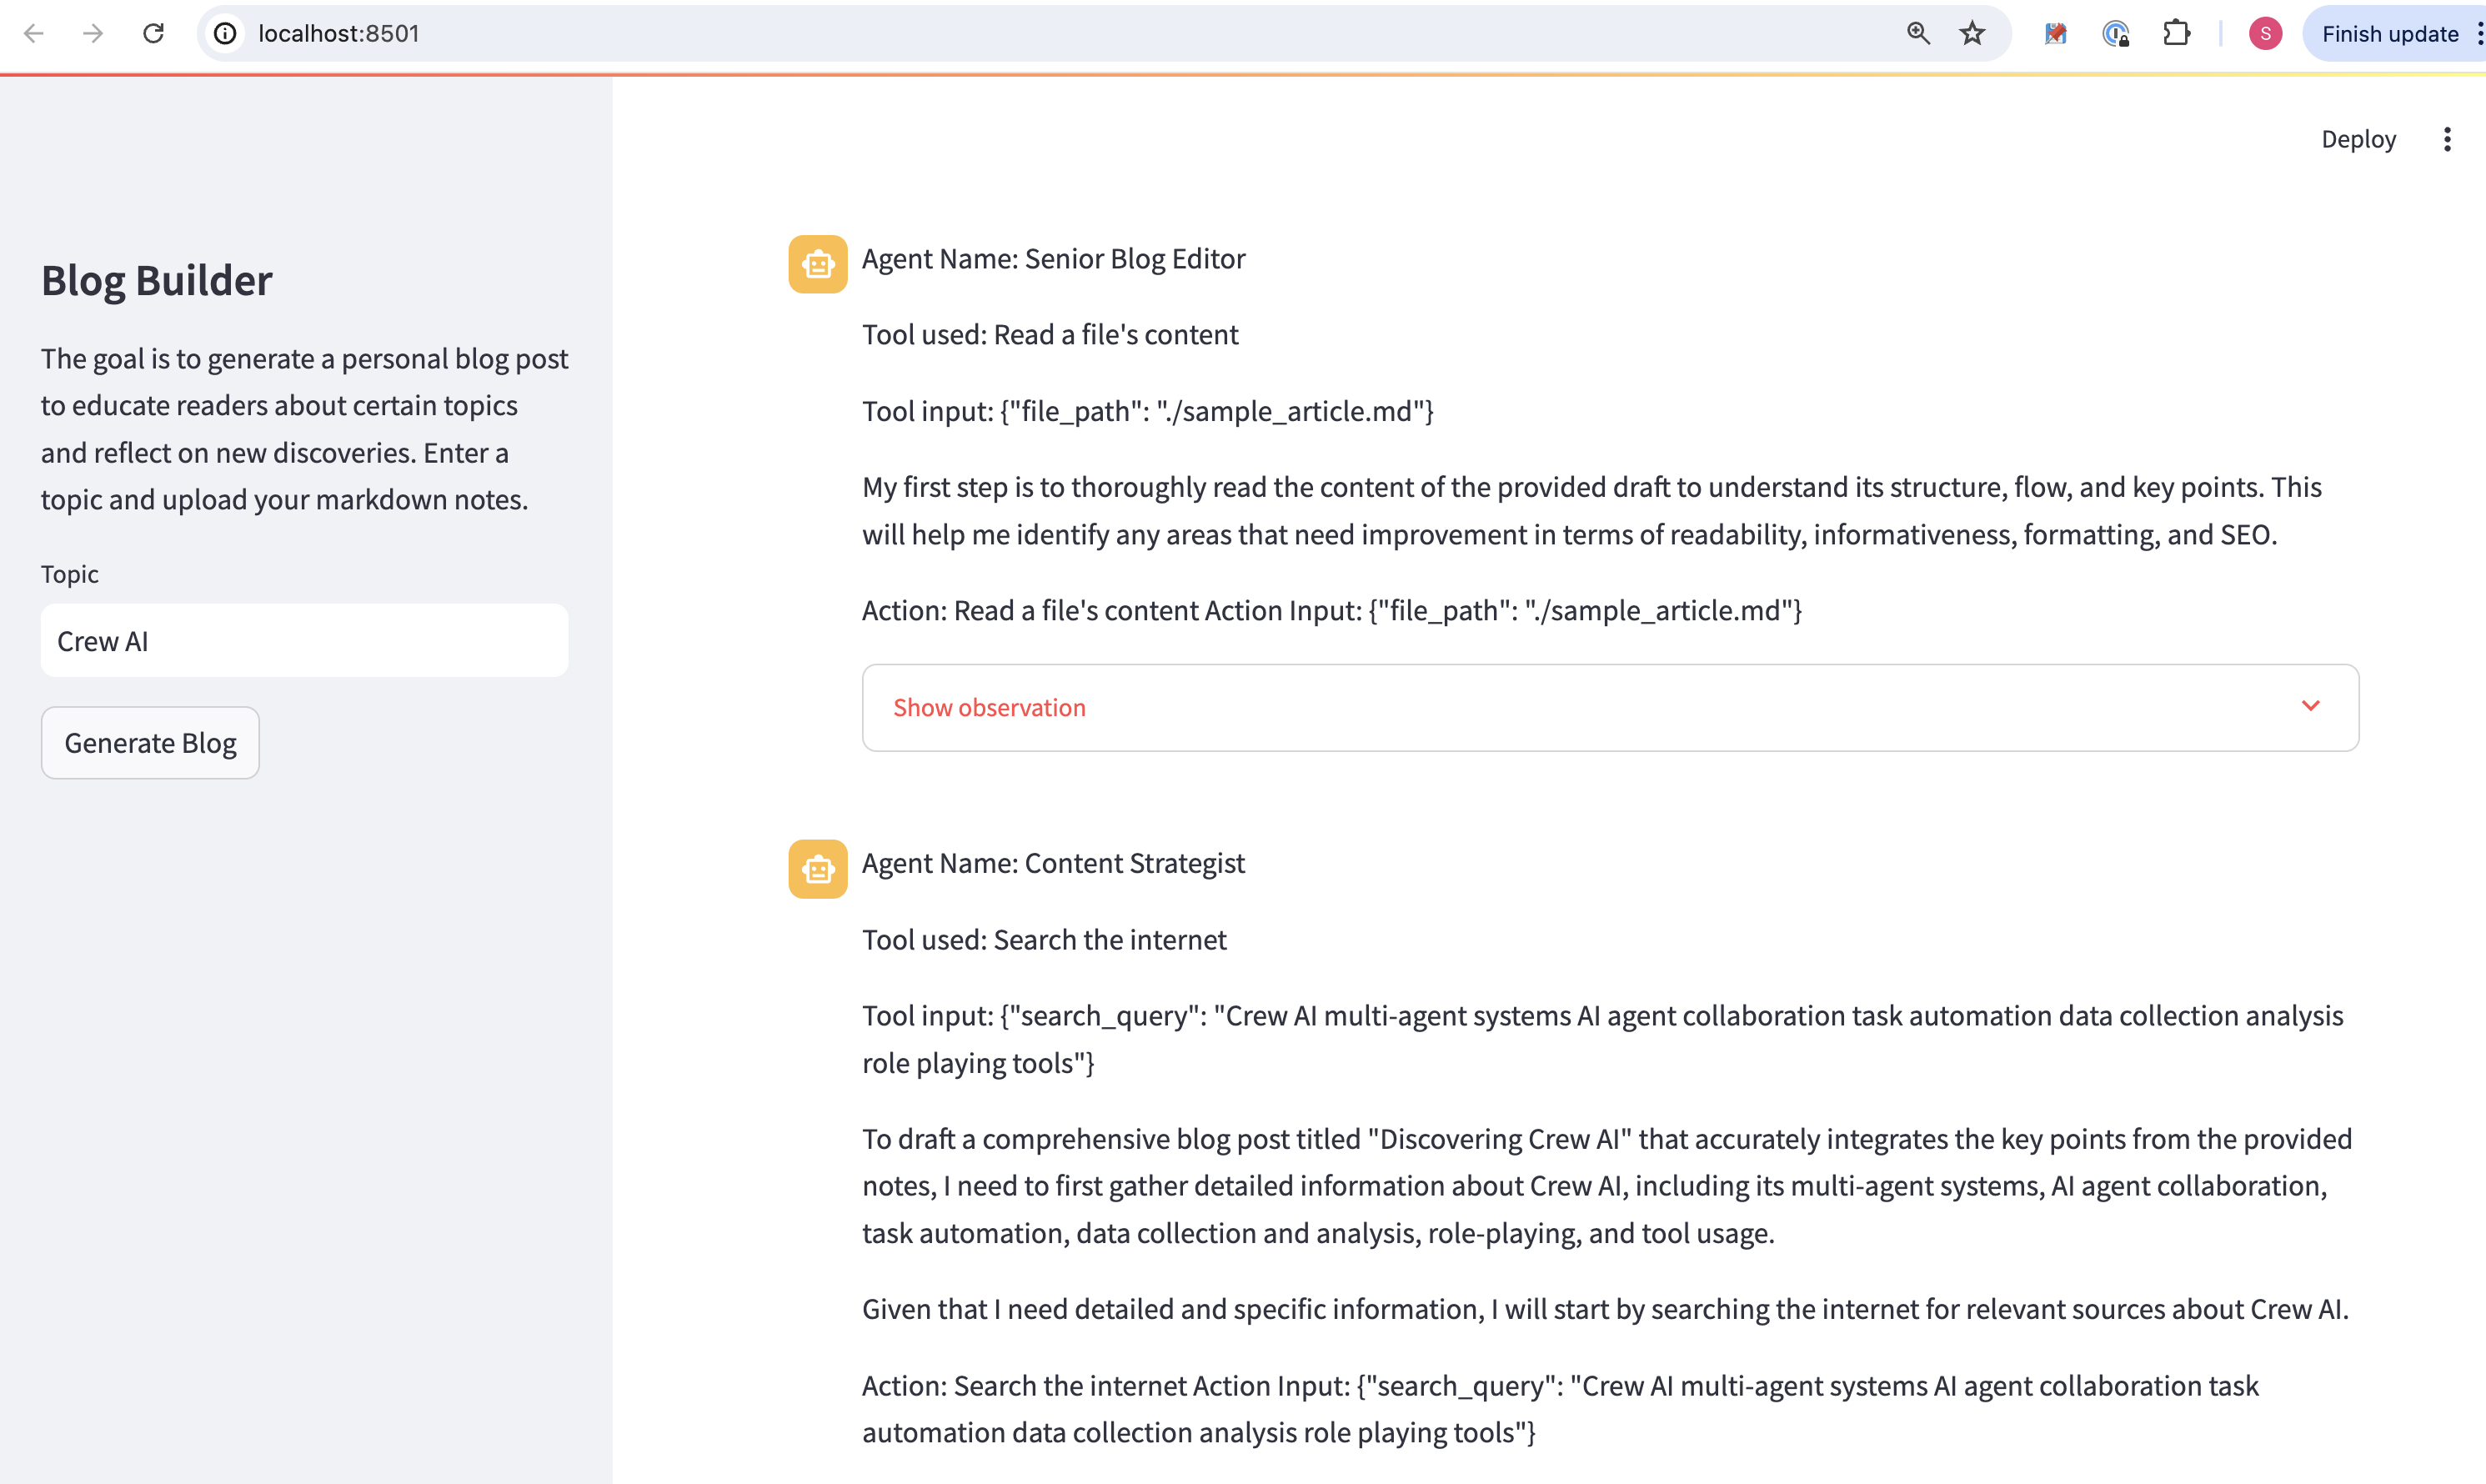 localhost:8501
S
Finish update
Deploy
Blog Builder
The goal is to generate a personal blog post
to educate readers about certain topics
and reflect on new discoveries. Enter a
topic and upload your markdown notes.
Topic
Crew AI
Generate Blog
Agent Name: Senior Blog Editor
Tool used: Read a file's content
Tool input: {"file_path": "./sample_article.md"}
My first step is to thoroughly read the content of the provided draft to understand its structure, flow, and key points. This
will help me identify any areas that need improvement in terms of readability, informativeness, formatting, and SEO.
Action: Read a file's content Action Input: {"file_path": "./sample_article.md"}
Show observation
Agent Name: Content Strategist
Tool used: Search the internet
Tool input: {"search_query": "Crew AI multi-agent systems AI agent collaboration task automation data collection analysis
role playing tools"}
To draft a comprehensive blog post titled "Discovering Crew AI" that accurately integrates the key points from the provided
notes, I need to first gather detailed information about Crew AI, including its multi-agent systems, AI agent collaboration,
task automation, data collection and analysis, role-playing, and tool usage.
Given that I need detailed and specific information, I will start by searching the internet for relevant sources about Crew AI.
Action: Search the internet Action Input: {"search_query": "Crew AI multi-agent systems AI agent collaboration task
automation data collection analysis role playing tools"}